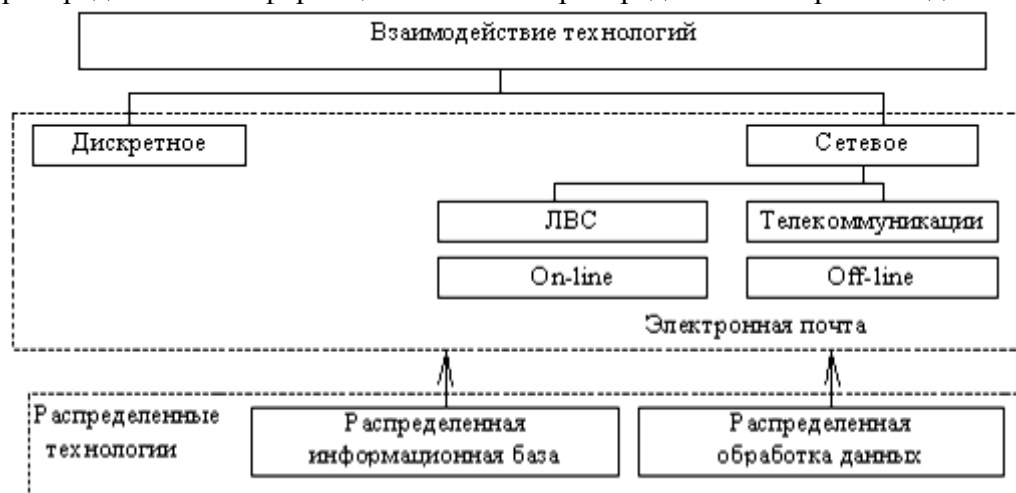 Взаимодействие технологий
Дискретное
Сетевое
ЛВС
Телекоммуникации
On-line
Off-line
Электронная почта
Распределенные
технологии
Распределенная
информационная база
Распределенная
обработка данных